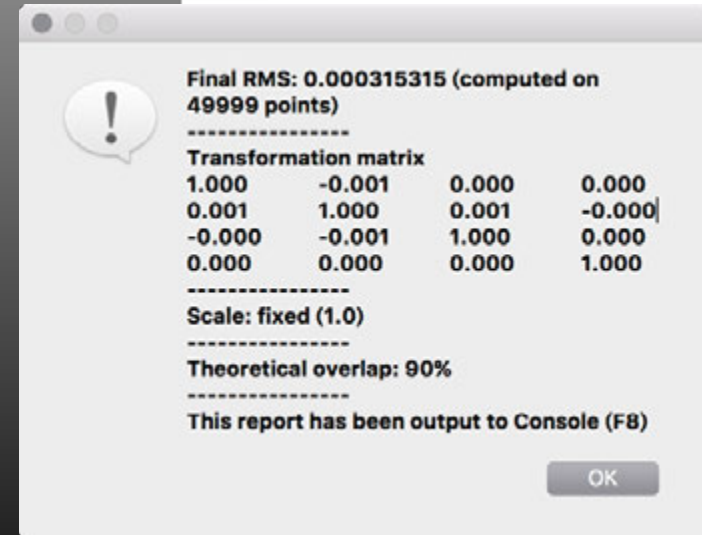 Final RMS: 0.000315315 (computed on
49999 points)
----------------
Transformation matrix
1.000 -0.001 0.000 0.000
0.001 1.000 0.001 -0.000
-0.000 -0.001 1.000 0.000
0.000 0.000 0.000 1.000
----------------
Scale: fixed (1.0)
----------------
Theoretical overlap: 90%
----------------
This report has been output to Console (F8)
OK